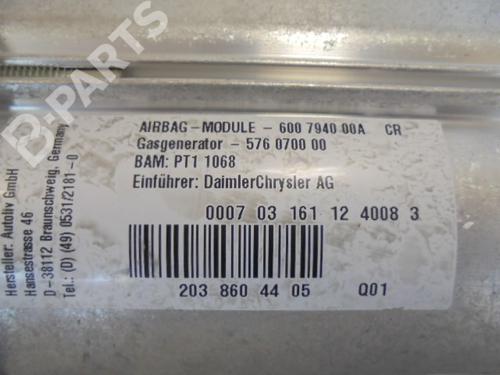 B-PARTS
AIRBAG-MODULE - 600 7940 00A CR
Gasgenerator - 576 0700 00
BAM: PT1 1068
Einführer: DaimlerChrysler AG
0007 03 161 12 4008 3
203 860 44 05 Q01
Hersteller: Autoliv GmbH
Hansestrasse 46
D-38112 Braunschweig, Germany
Tel.: (0) (49) 0531/2181-0